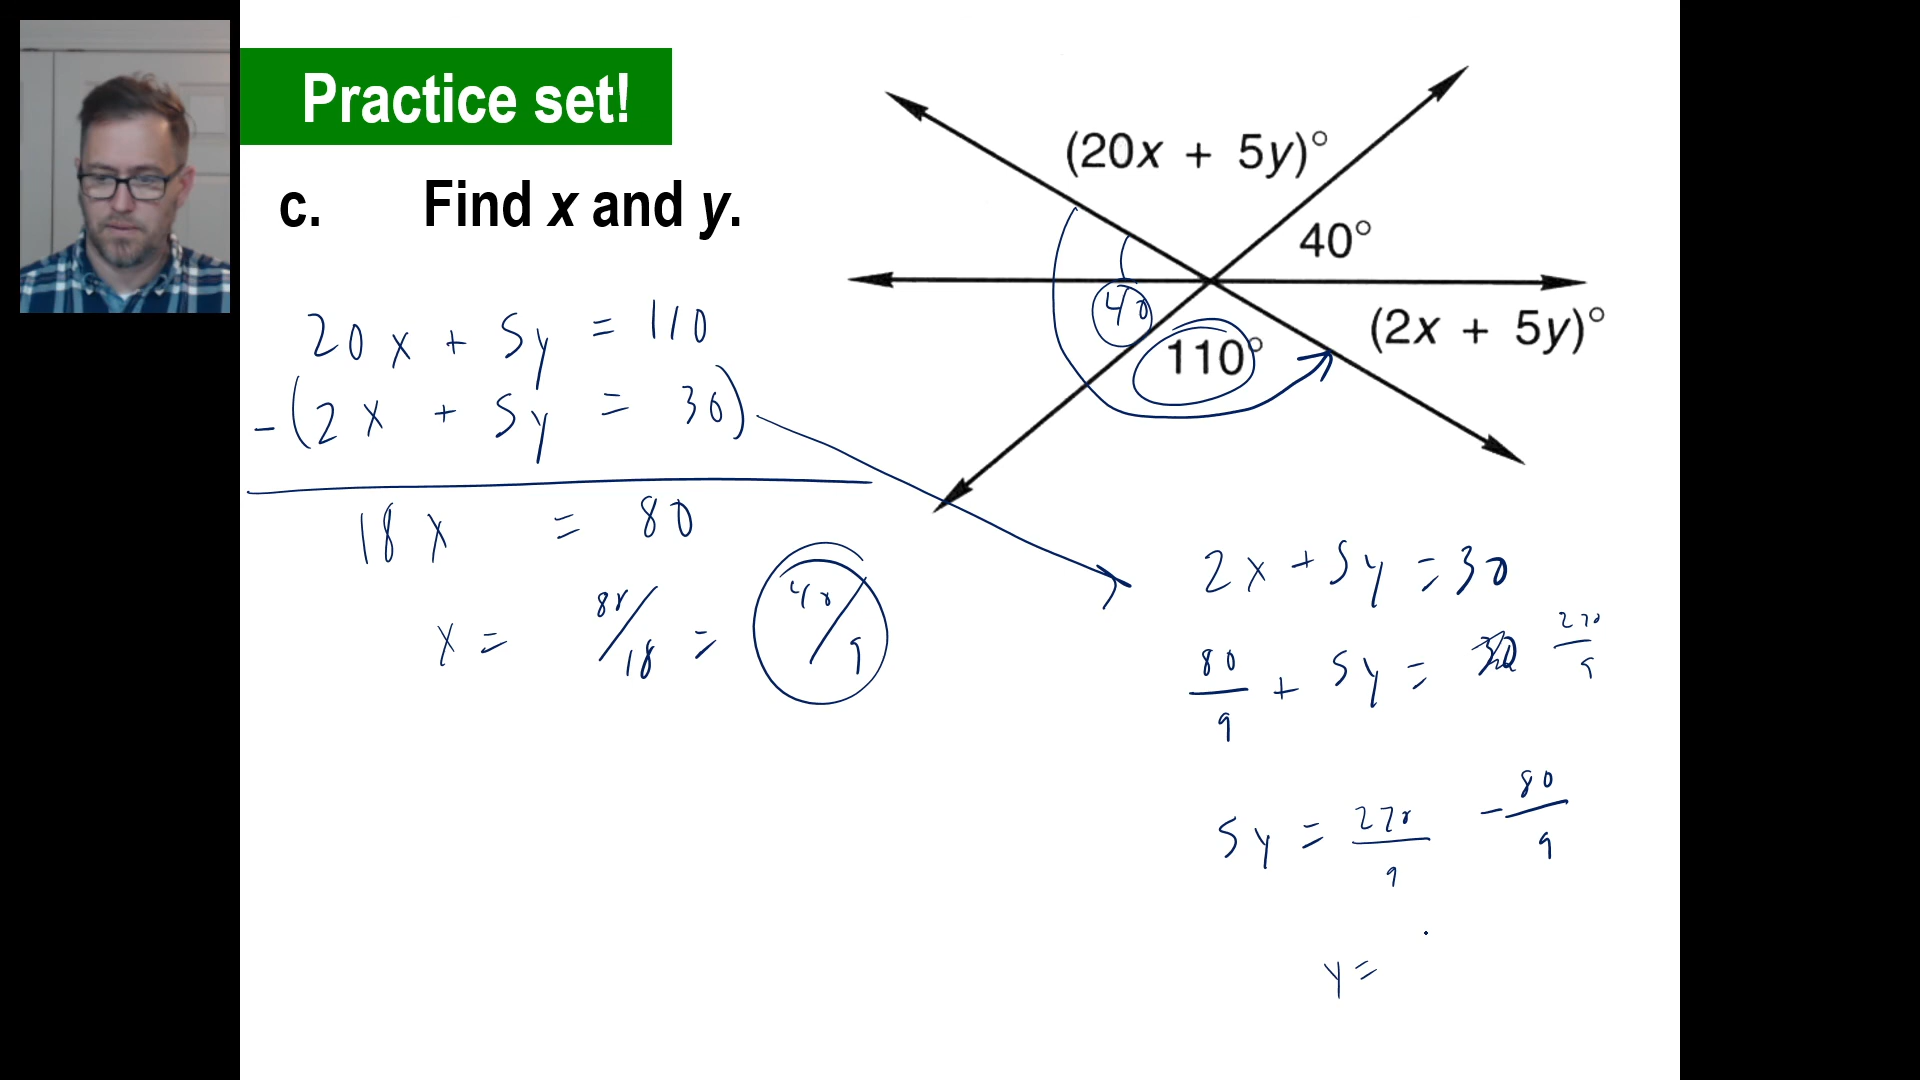 Practice set!
c. Find x and y.
(20x + 5y)°
40°
(2x + 5y)°
40
110°
20x + 5y = 110
-(2x + 5y = 30)
18x = 80
x = 80/18 = 40/9
2x + 5y = 30
80/9 + 5y = 30 270/9
5y = 270/9 - 80/9
y =